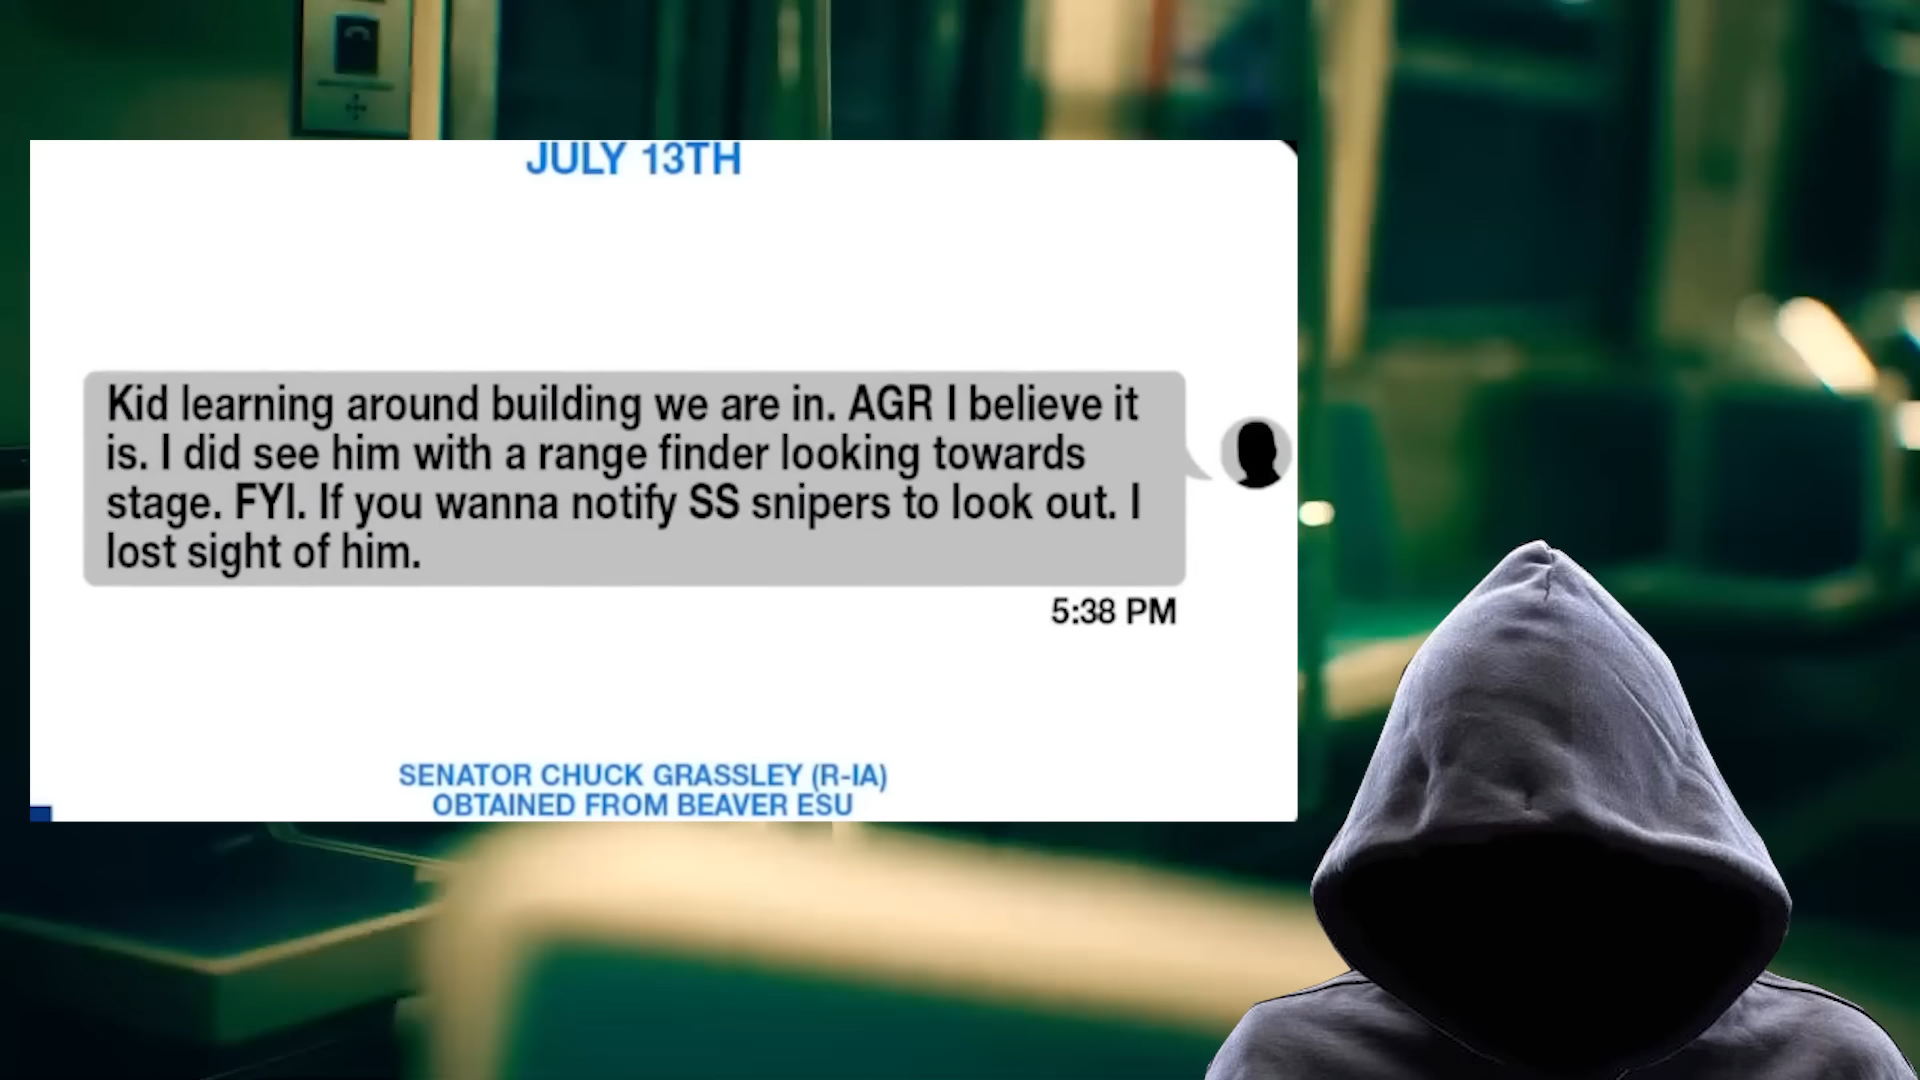 JULY 13TH
Kid learning around building we are in. AGR I believe it
is. I did see him with a range finder looking towards
stage. FYI. If you wanna notify SS snipers to look out. I
lost sight of him.
5:38 PM
SENATOR CHUCK GRASSLEY (R-IA)
OBTAINED FROM BEAVER ESU